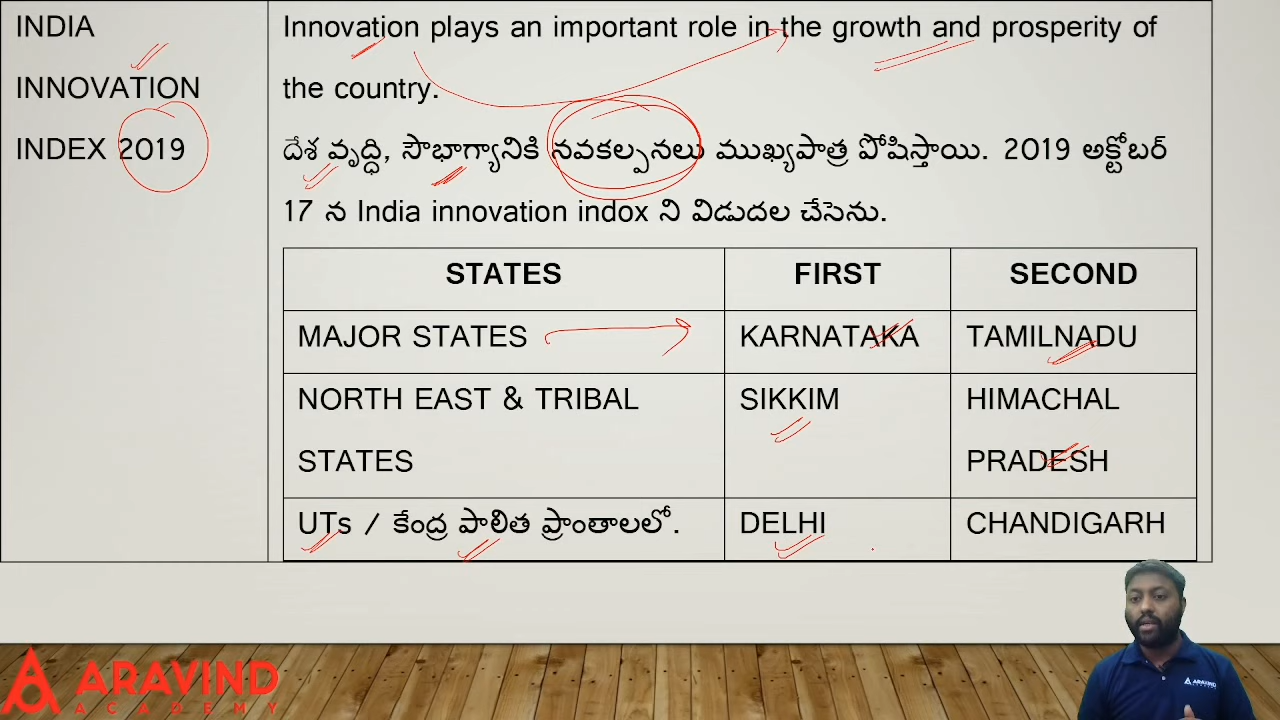 INDIA
INNOVATION
INDEX 2019
Innovation plays an important role in the growth and prosperity of
the country.
దేశ వృద్ధి, సౌభాగ్యానికి నవకల్పనలు ముఖ్యపాత్ర పోషిస్తాయి. 2019 అక్టోబర్
17 న India innovation indox ని విడుదల చేసెను.
STATES FIRST SECOND
MAJOR STATES KARNATAKA TAMILNADU
NORTH EAST & TRIBAL SIKKIM HIMACHAL
STATES PRADESH
UTs / కేంద్ర పాలిత ప్రాంతాలలో. DELHI CHANDIGARH
ARAVIND
ACADEMY
ARAVIND